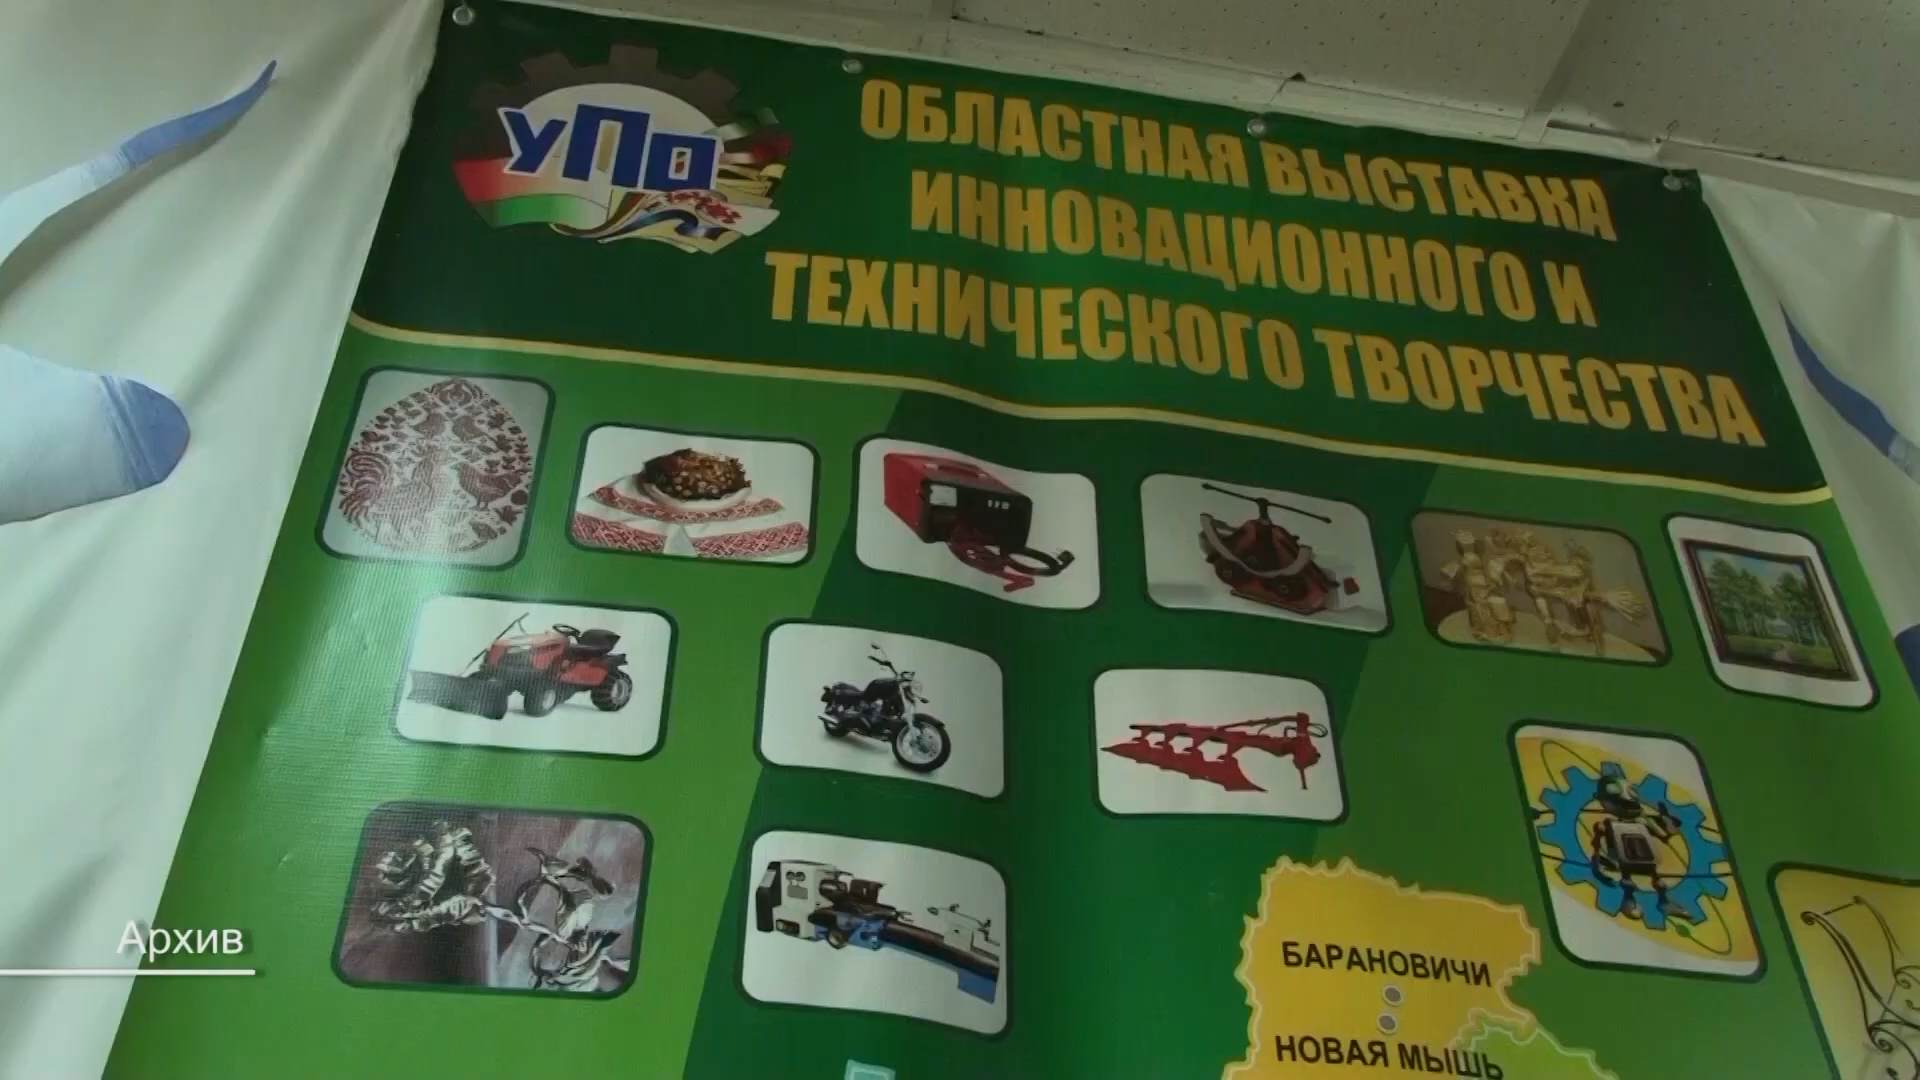 уПо
ОБЛАСТНАЯ ВЫСТАВКА
ИННОВАЦИОННОГО И
ТЕХНИЧЕСКОГО ТВОРЧЕСТВА
Архив
БАРАНОВИЧИ
НОВАЯ МЫШЬ